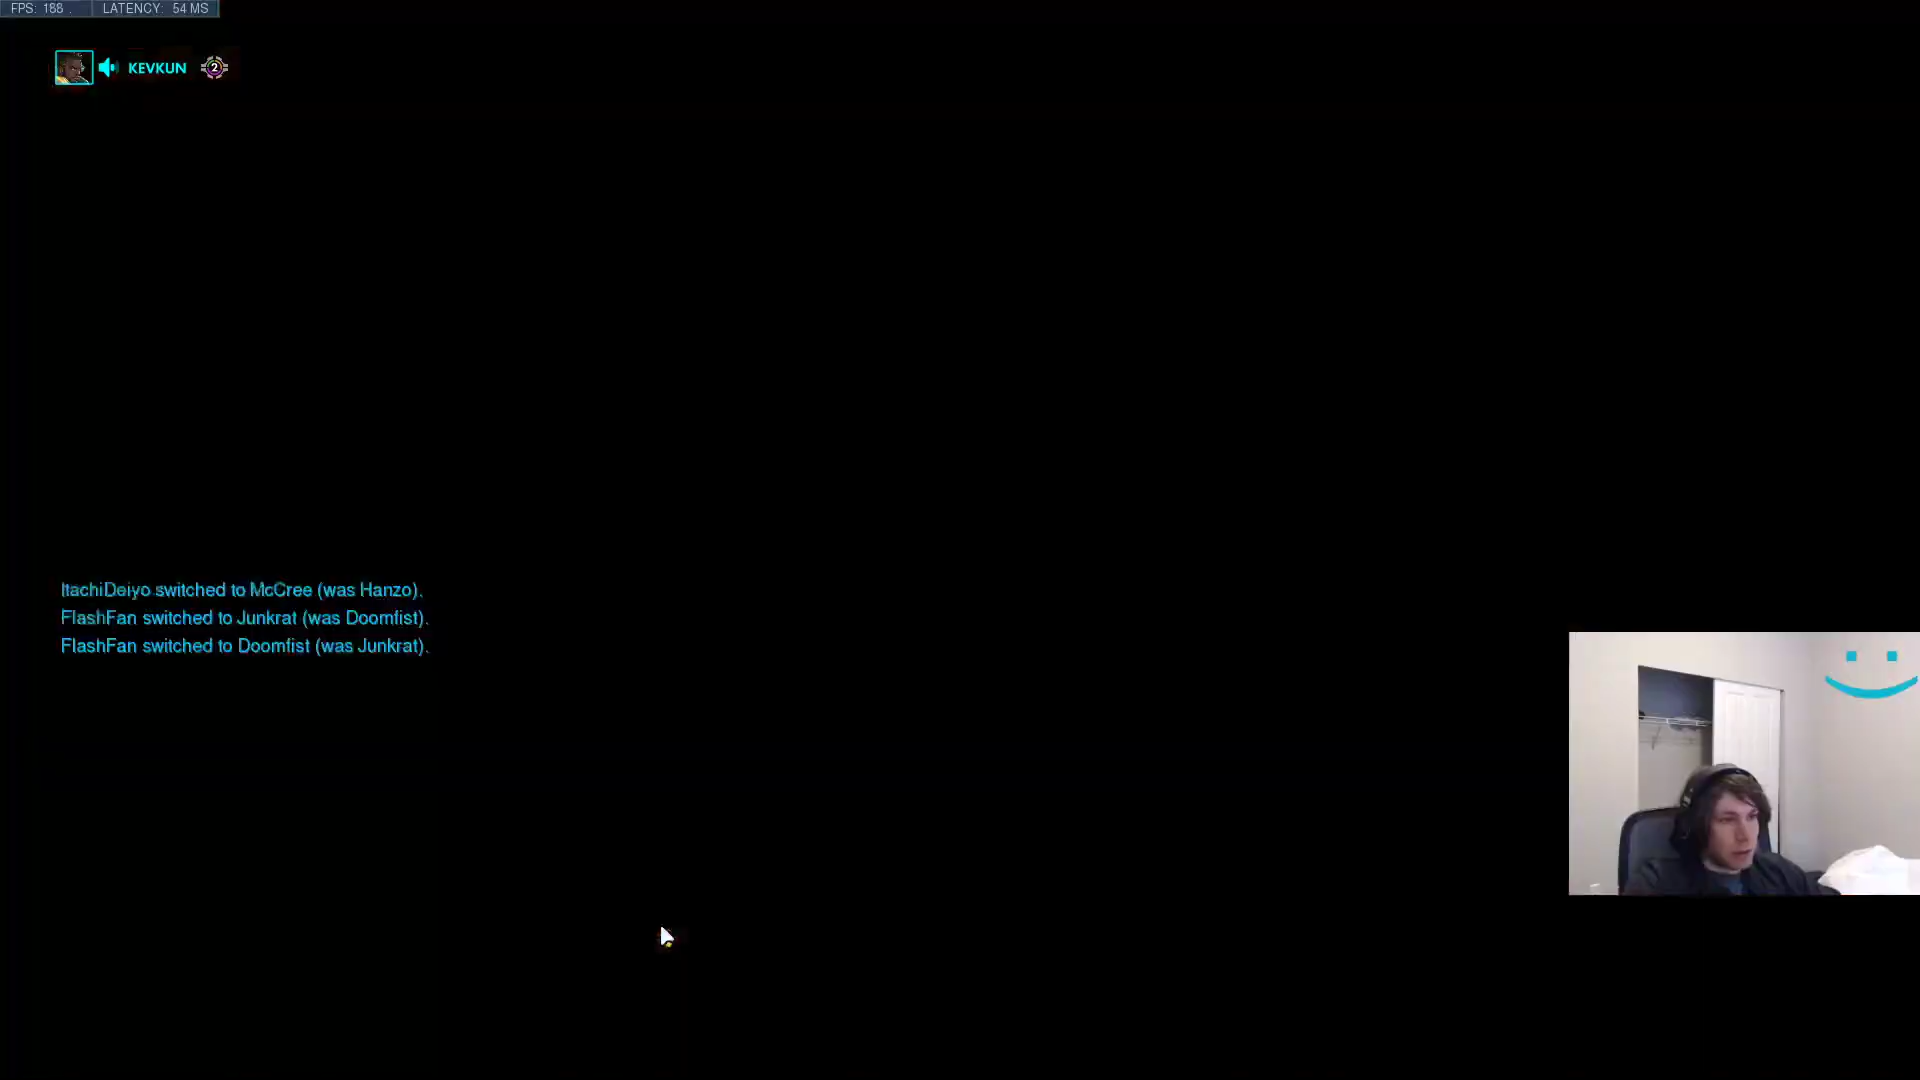 FPS: 188
LATENCY: 54 MS
KEVKUN
2
ItachiDeiyo switched to McCree (was Hanzo).
FlashFan switched to Junkrat (was Doomfist).
FlashFan switched to Doomfist (was Junkrat).